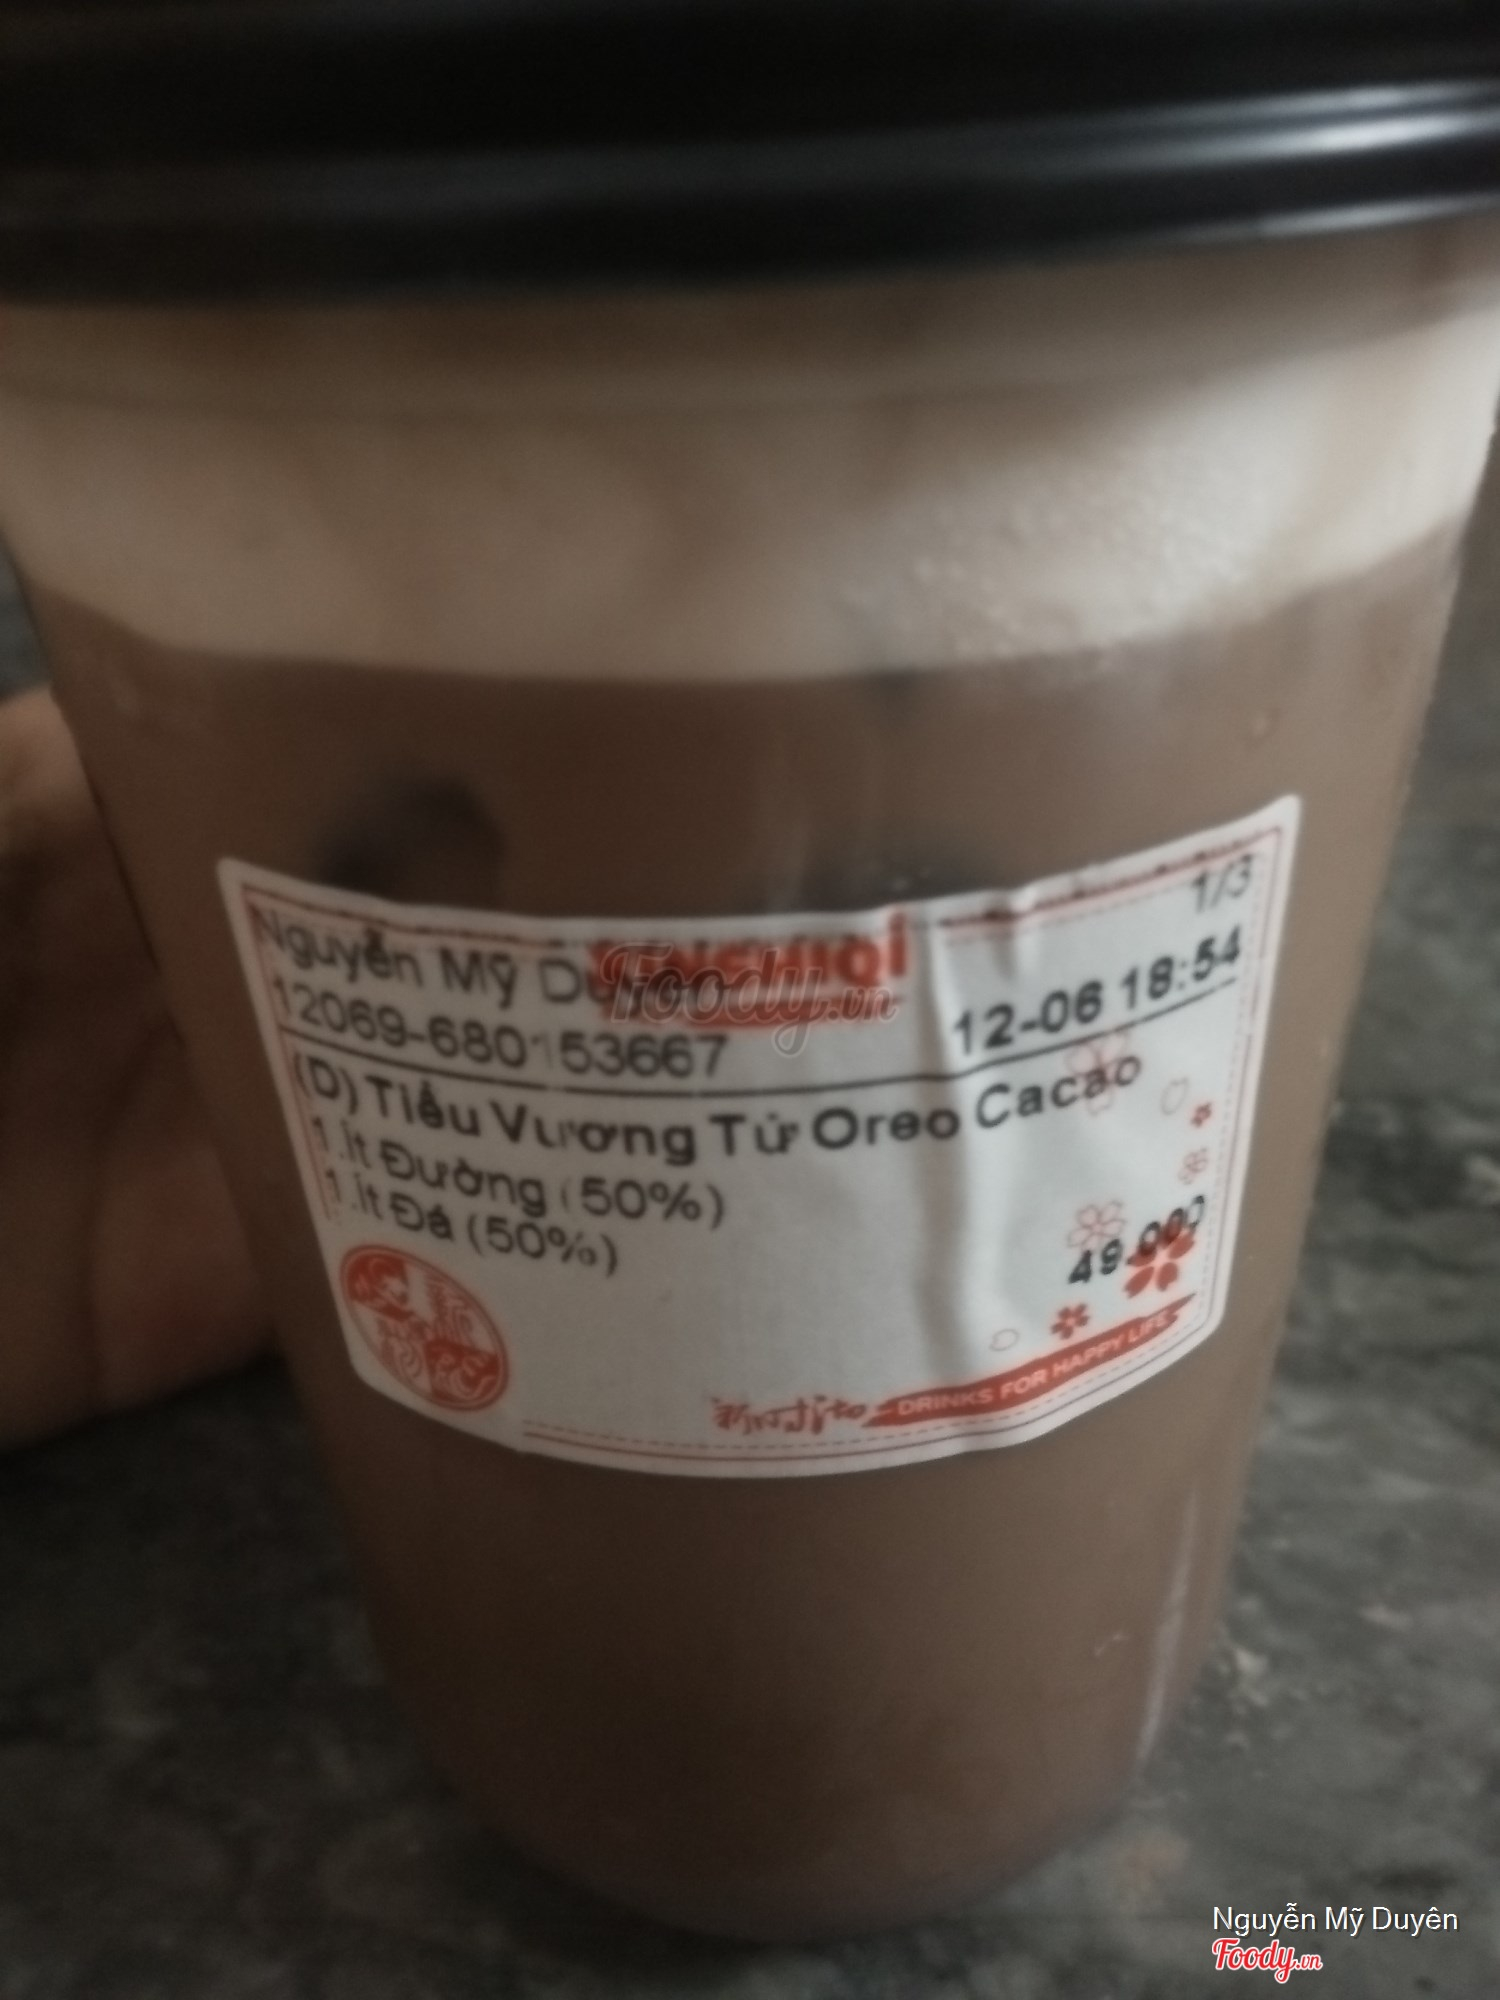 1/3
Nguyễn Mỹ
12069-680153667
12-06 18:54
(D) Tiểu Vương Tử Oreo Cacao
1.Ít Đường (50%)
1.Ít Đá (50%)
49.000
DRINKS FOR HAPPY LIFE
Foody.vn
Nguyễn Mỹ Duyên
Foody.vn